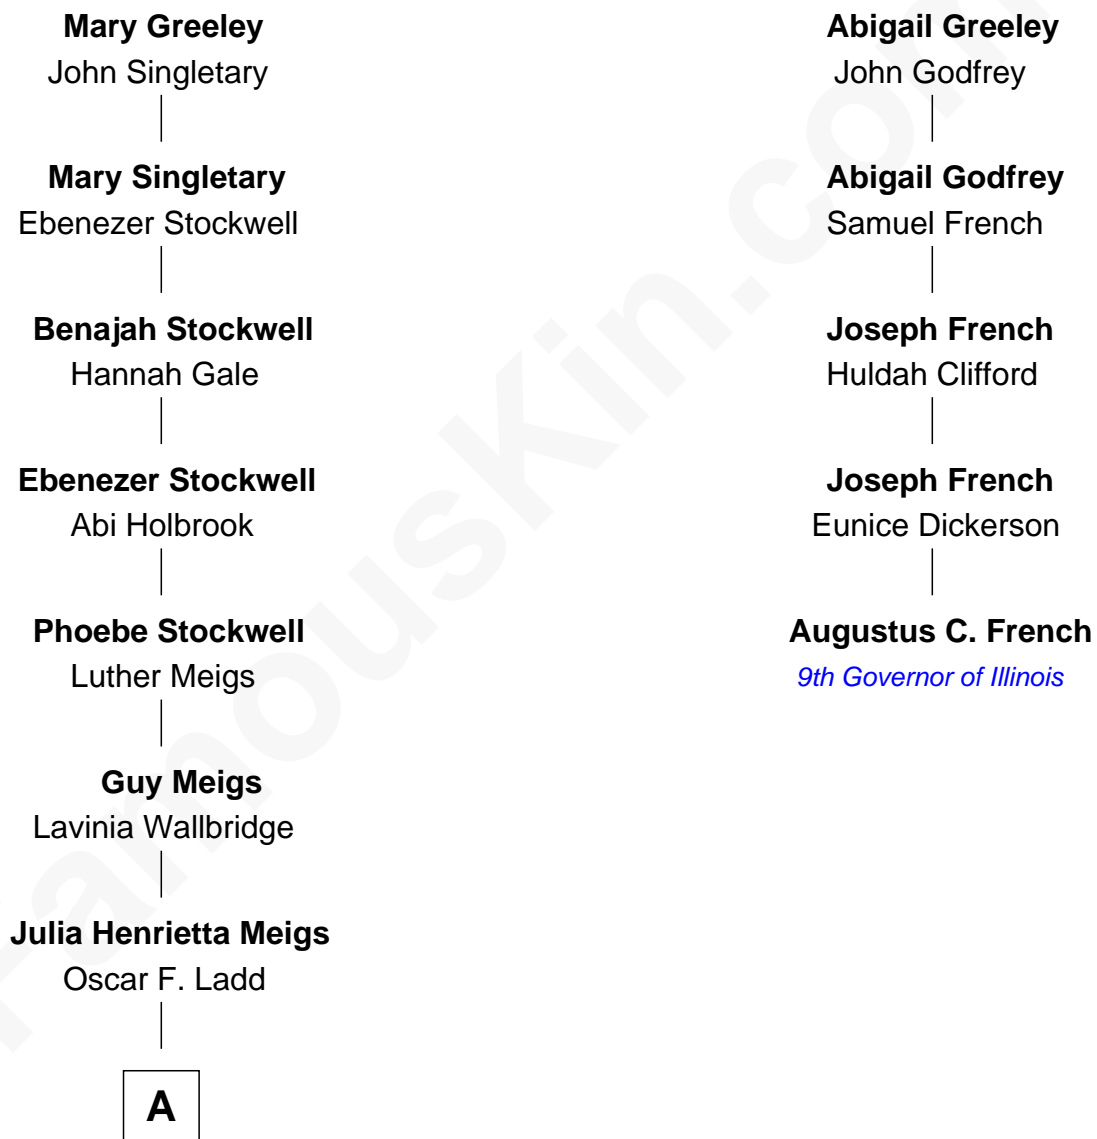 Mary Greeley
John Singletary
Mary Singletary
Ebenezer Stockwell
Benajah Stockwell
Hannah Gale
Ebenezer Stockwell
Abi Holbrook
Phoebe Stockwell
Luther Meigs
Guy Meigs
Lavinia Wallbridge
Julia Henrietta Meigs
Oscar F. Ladd
A
Abigail Greeley
John Godfrey
Abigail Godfrey
Samuel French
Joseph French
Huldah Clifford
Joseph French
Eunice Dickerson
Augustus C. French
9th Governor of Illinois
FamousKin.com